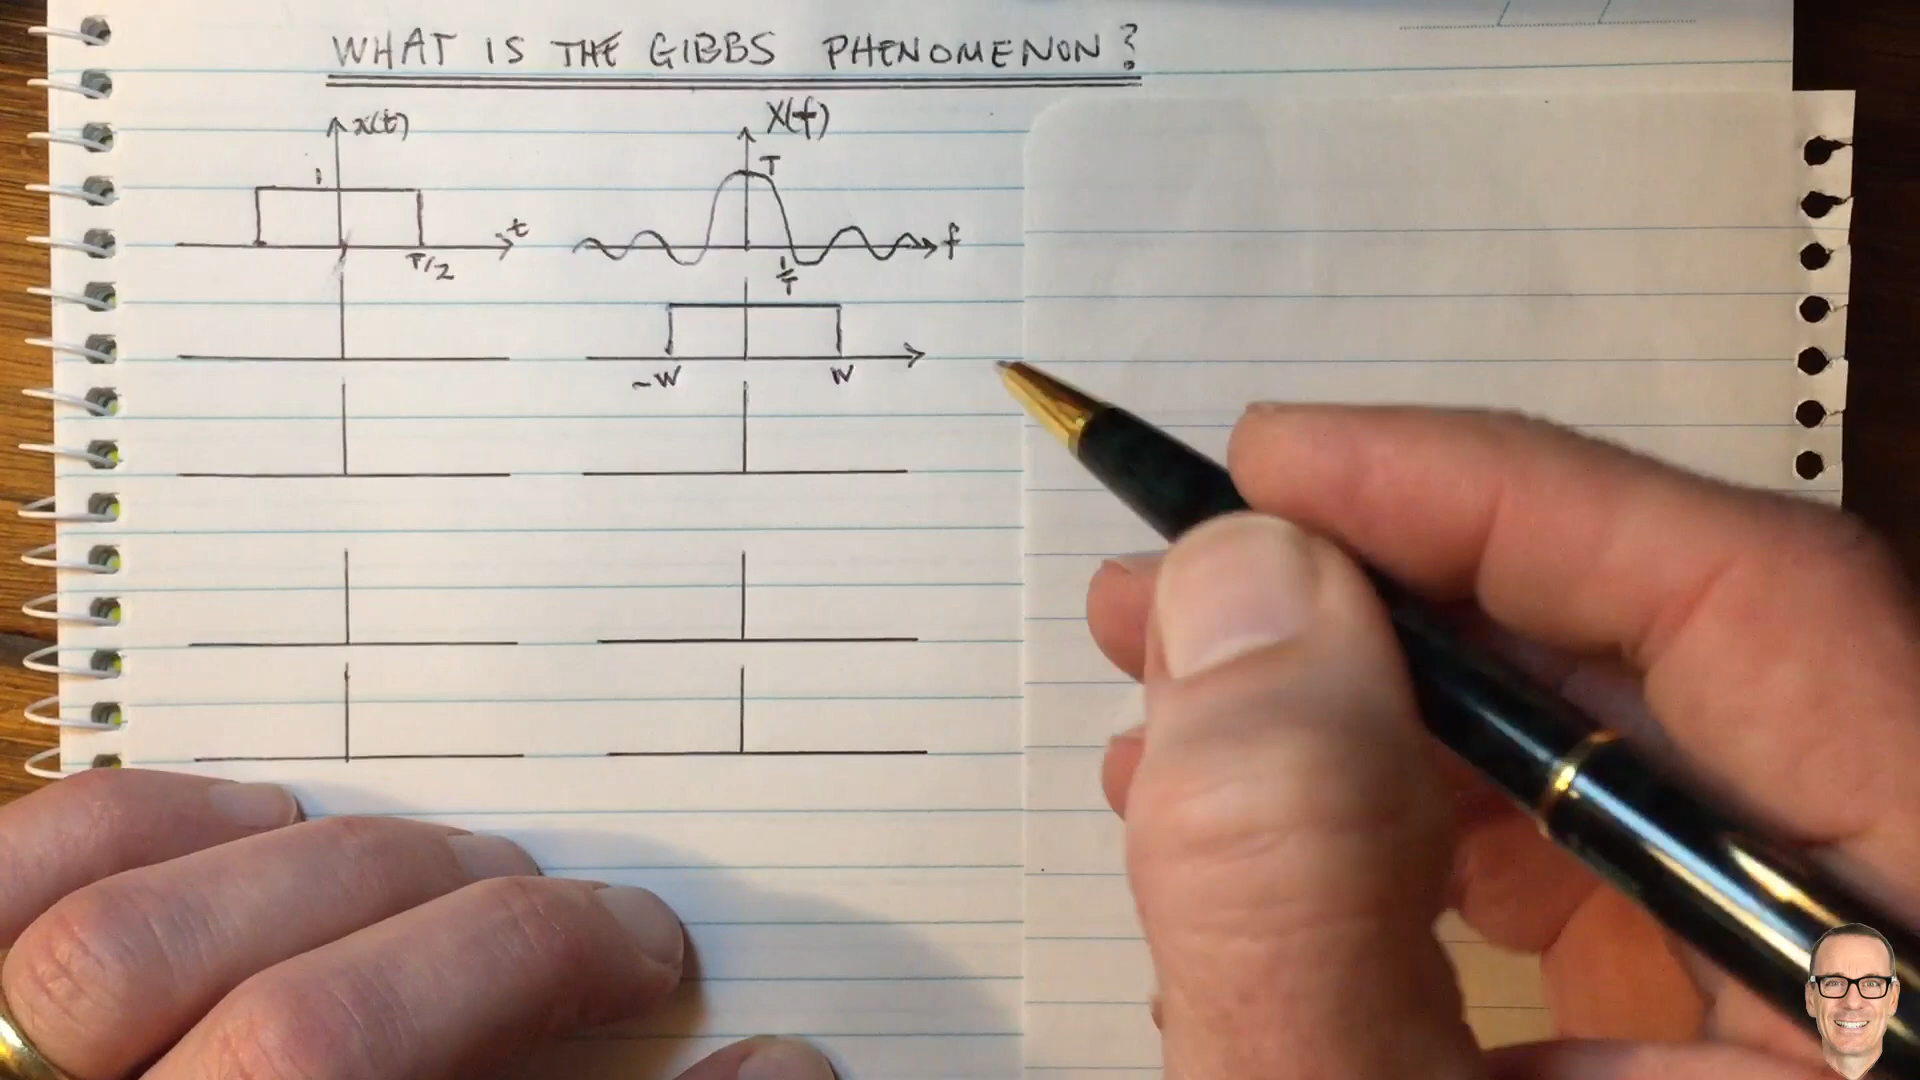 WHAT IS THE GIBBS PHENOMENON?
x(t)
X(f)
1
T
t
f
T/2
1/T
-W
W